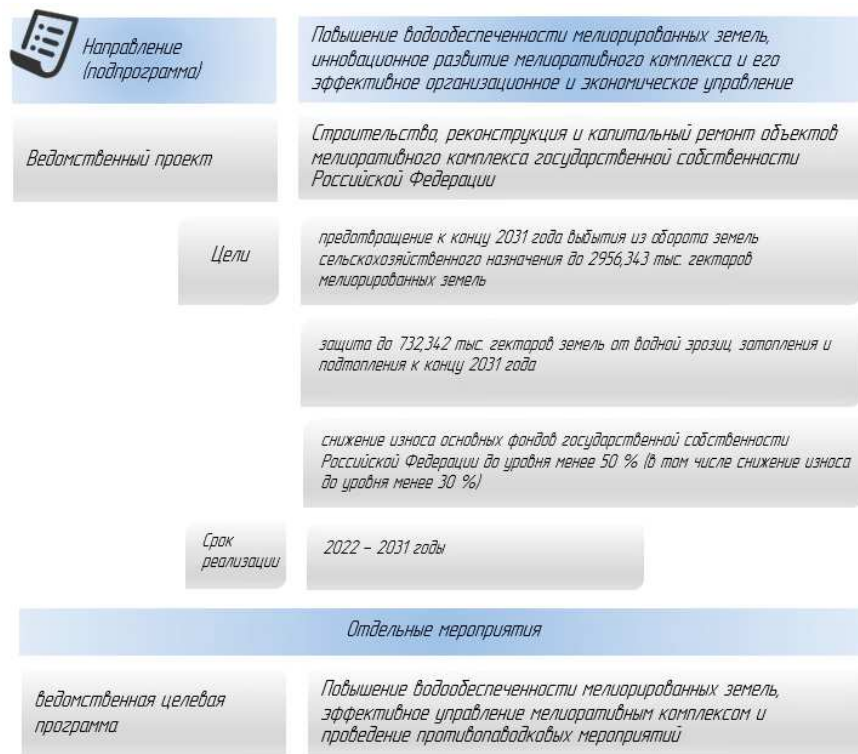 Направление
(подпрограмма)
Повышение водообеспеченности мелиорированных земель,
инновационное развитие мелиоративного комплекса и его
эффективное организационное и экономическое управление
Ведомственный проект
Строительство, реконструкция и капитальный ремонт объектов
мелиоративного комплекса государственной собственности
Российской Федерации
Цели
предотвращение к концу 2031 года выбытия из оборота земель
сельскохозяйственного назначения до 2956,343 тыс. гектаров
мелиорированных земель
защита до 732,342 тыс. гектаров земель от водной эрозии, затопления и
подтопления к концу 2031 года
снижение износа основных фондов государственной собственности
Российской Федерации до уровня менее 50 % (в том числе снижение износа
до уровня менее 30 %)
Срок
реализации
2022 – 2031 годы
Отдельные мероприятия
ведомственная целевая
программа
Повышение водообеспеченности мелиорированных земель,
эффективное управление мелиоративным комплексом и
проведение противопаводковых мероприятий